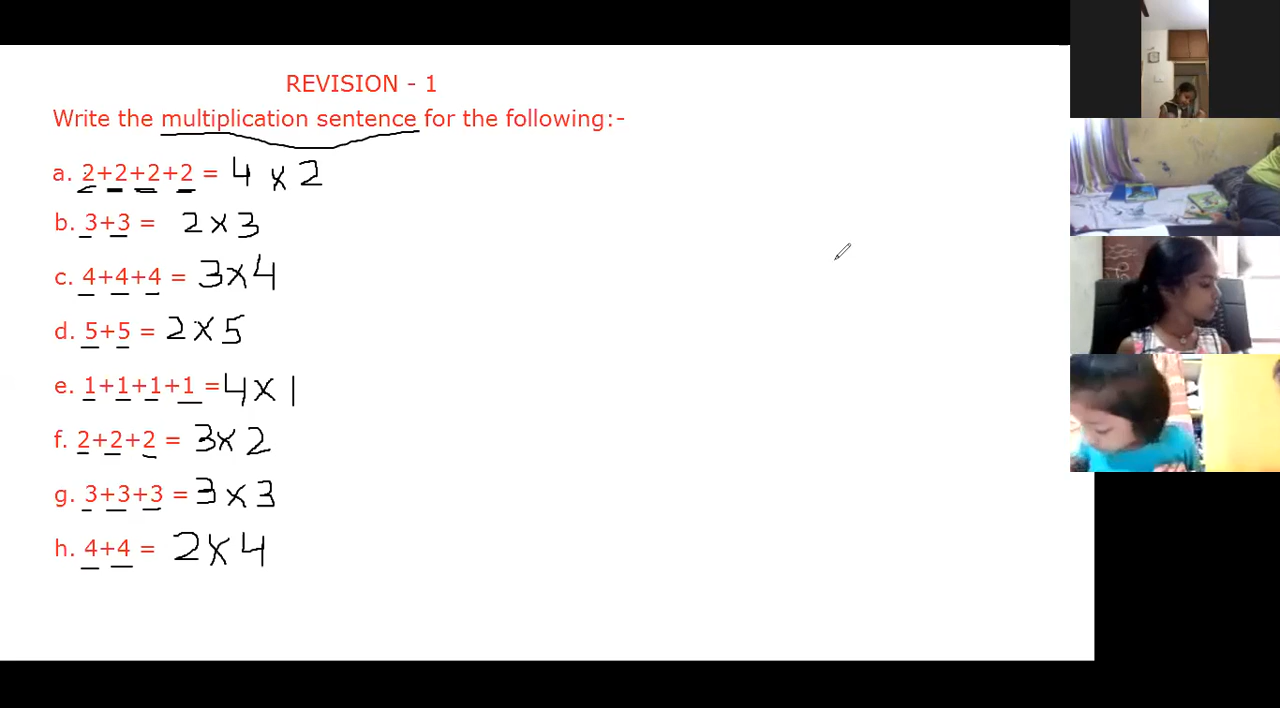 REVISION - 1
Write the multiplication sentence for the following:-
a. 2+2+2+2 = 4 x 2
b. 3+3 = 2 x 3
c. 4+4+4 = 3x4
d. 5+5 = 2 x 5
e. 1+1+1+1 =4 x 1
f. 2+2+2 = 3x 2
g. 3+3+3 = 3 x 3
h. 4+4 = 2x 4